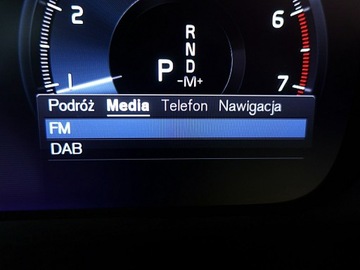 2
6
R
N
P D
-M+
1
7
Podróż Media Telefon Nawigacja
FM
DAB